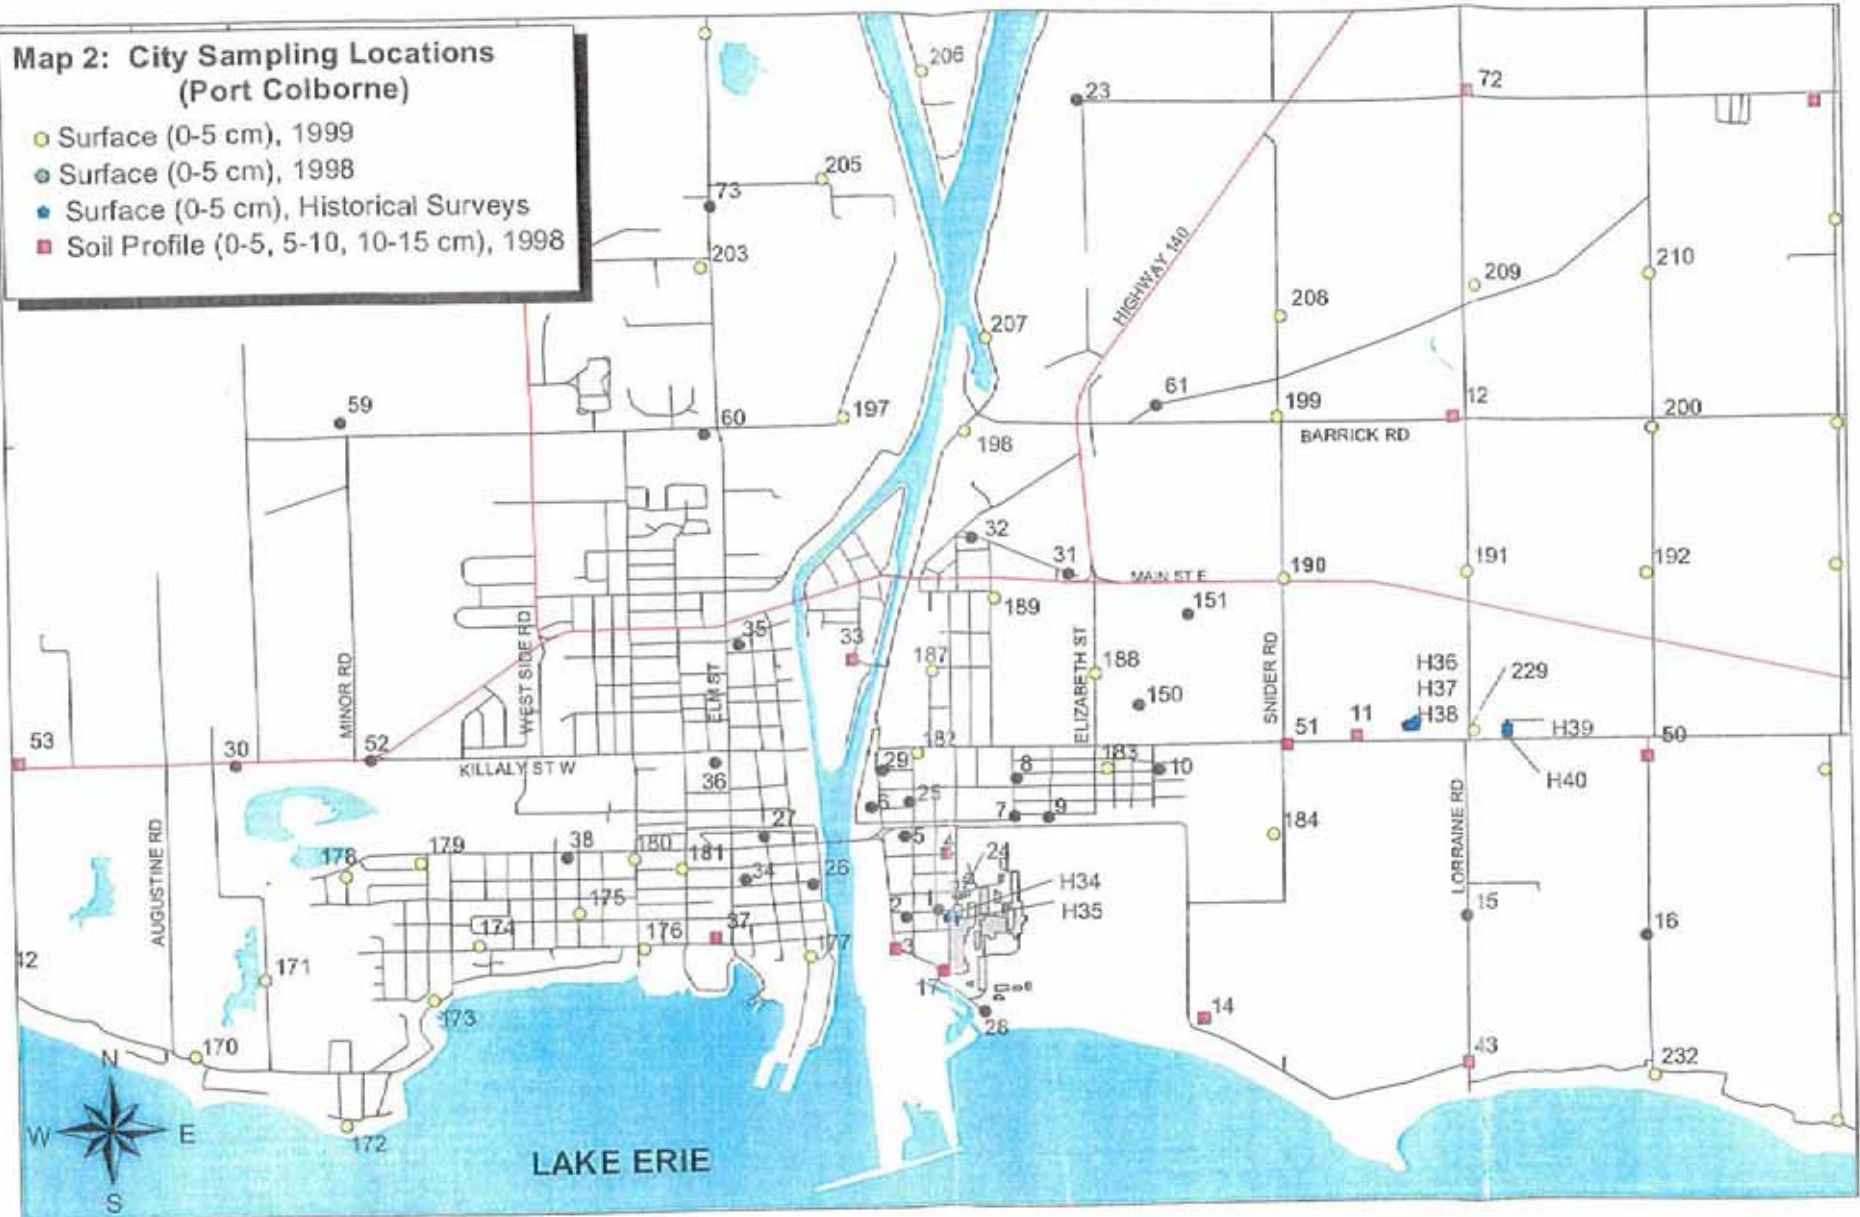 Map 2: City Sampling Locations
(Port Colborne)
Surface (0-5 cm), 1999
Surface (0-5 cm), 1998
Surface (0-5 cm), Historical Surveys
Soil Profile (0-5, 5-10, 10-15 cm), 1998
206
23
72
205
73
203
HIGHWAY 140
210
209
208
207
59
60
197
198
61
199
12
200
BARRICK RD
32
31
MAIN ST E
190
191
192
189
151
35
33
187
188
150
MINOR RD
WEST SIDE RD
ELM ST
ELIZABETH ST
SNIDER RD
H36
H37
H38
229
H39
H40
53
30
52
KILLALY ST W
36
29
182
8
183
10
51
11
50
6
25
7
9
AUGUSTINE RD
27
5
4
24
184
LORRAINE RD
178
179
38
180
181
34
26
H34
H35
175
2
1
15
16
42
171
174
176
37
177
3
17
28
14
173
170
43
232
172
N
W
E
S
LAKE ERIE